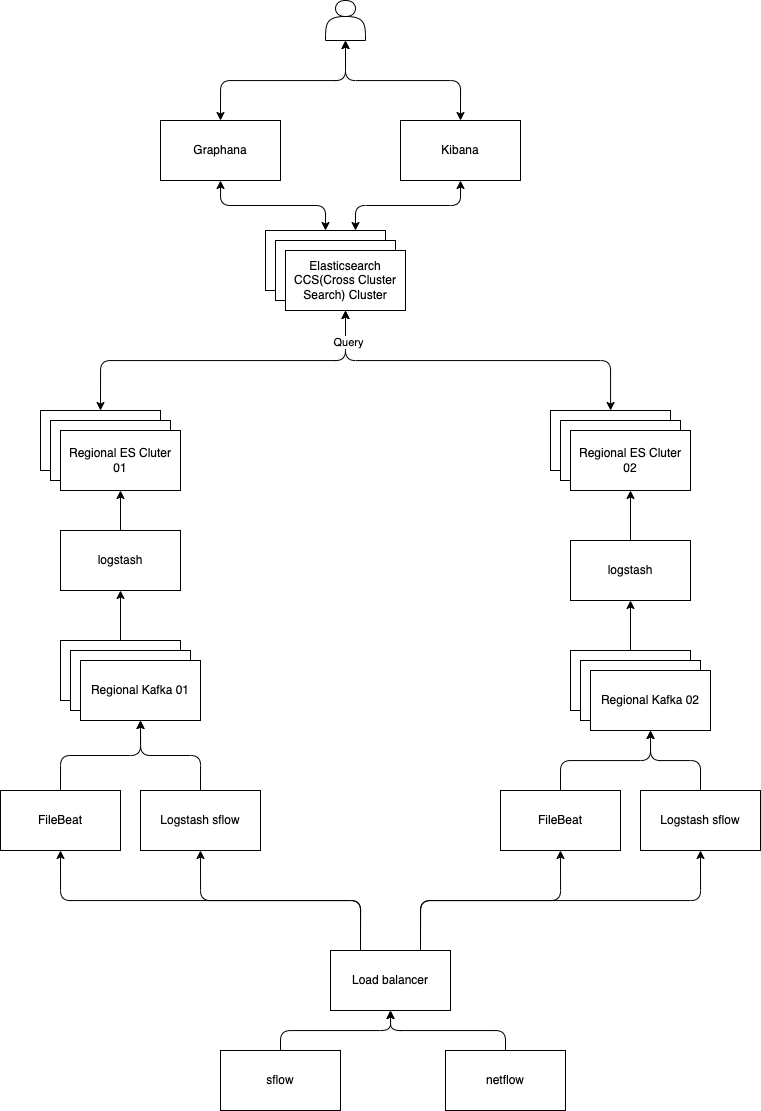 Graphana
Kibana
Elasticsearch
CCS(Cross Cluster
Search) Cluster
Query
Regional ES Cluter
01
Regional ES Cluter
02
logstash
logstash
Regional Kafka 01
Regional Kafka 02
FileBeat
Logstash sflow
FileBeat
Logstash sflow
Load balancer
sflow
netflow